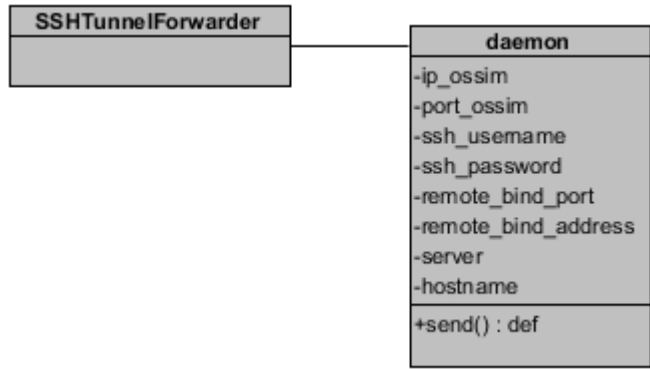 SSHTunnelForwarder
daemon
-ip_ossim
-port_ossim
-ssh_username
-ssh_password
-remote_bind_port
-remote_bind_address
-server
-hostname
+send() : def